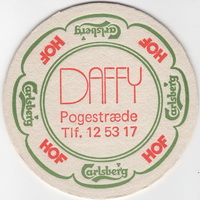 Carlsberg
HOF
HOF
DAFFY
Pogestræde
Tlf. 12 53 17
Carlsberg
Carlsberg
HOF
HOF
Carlsberg